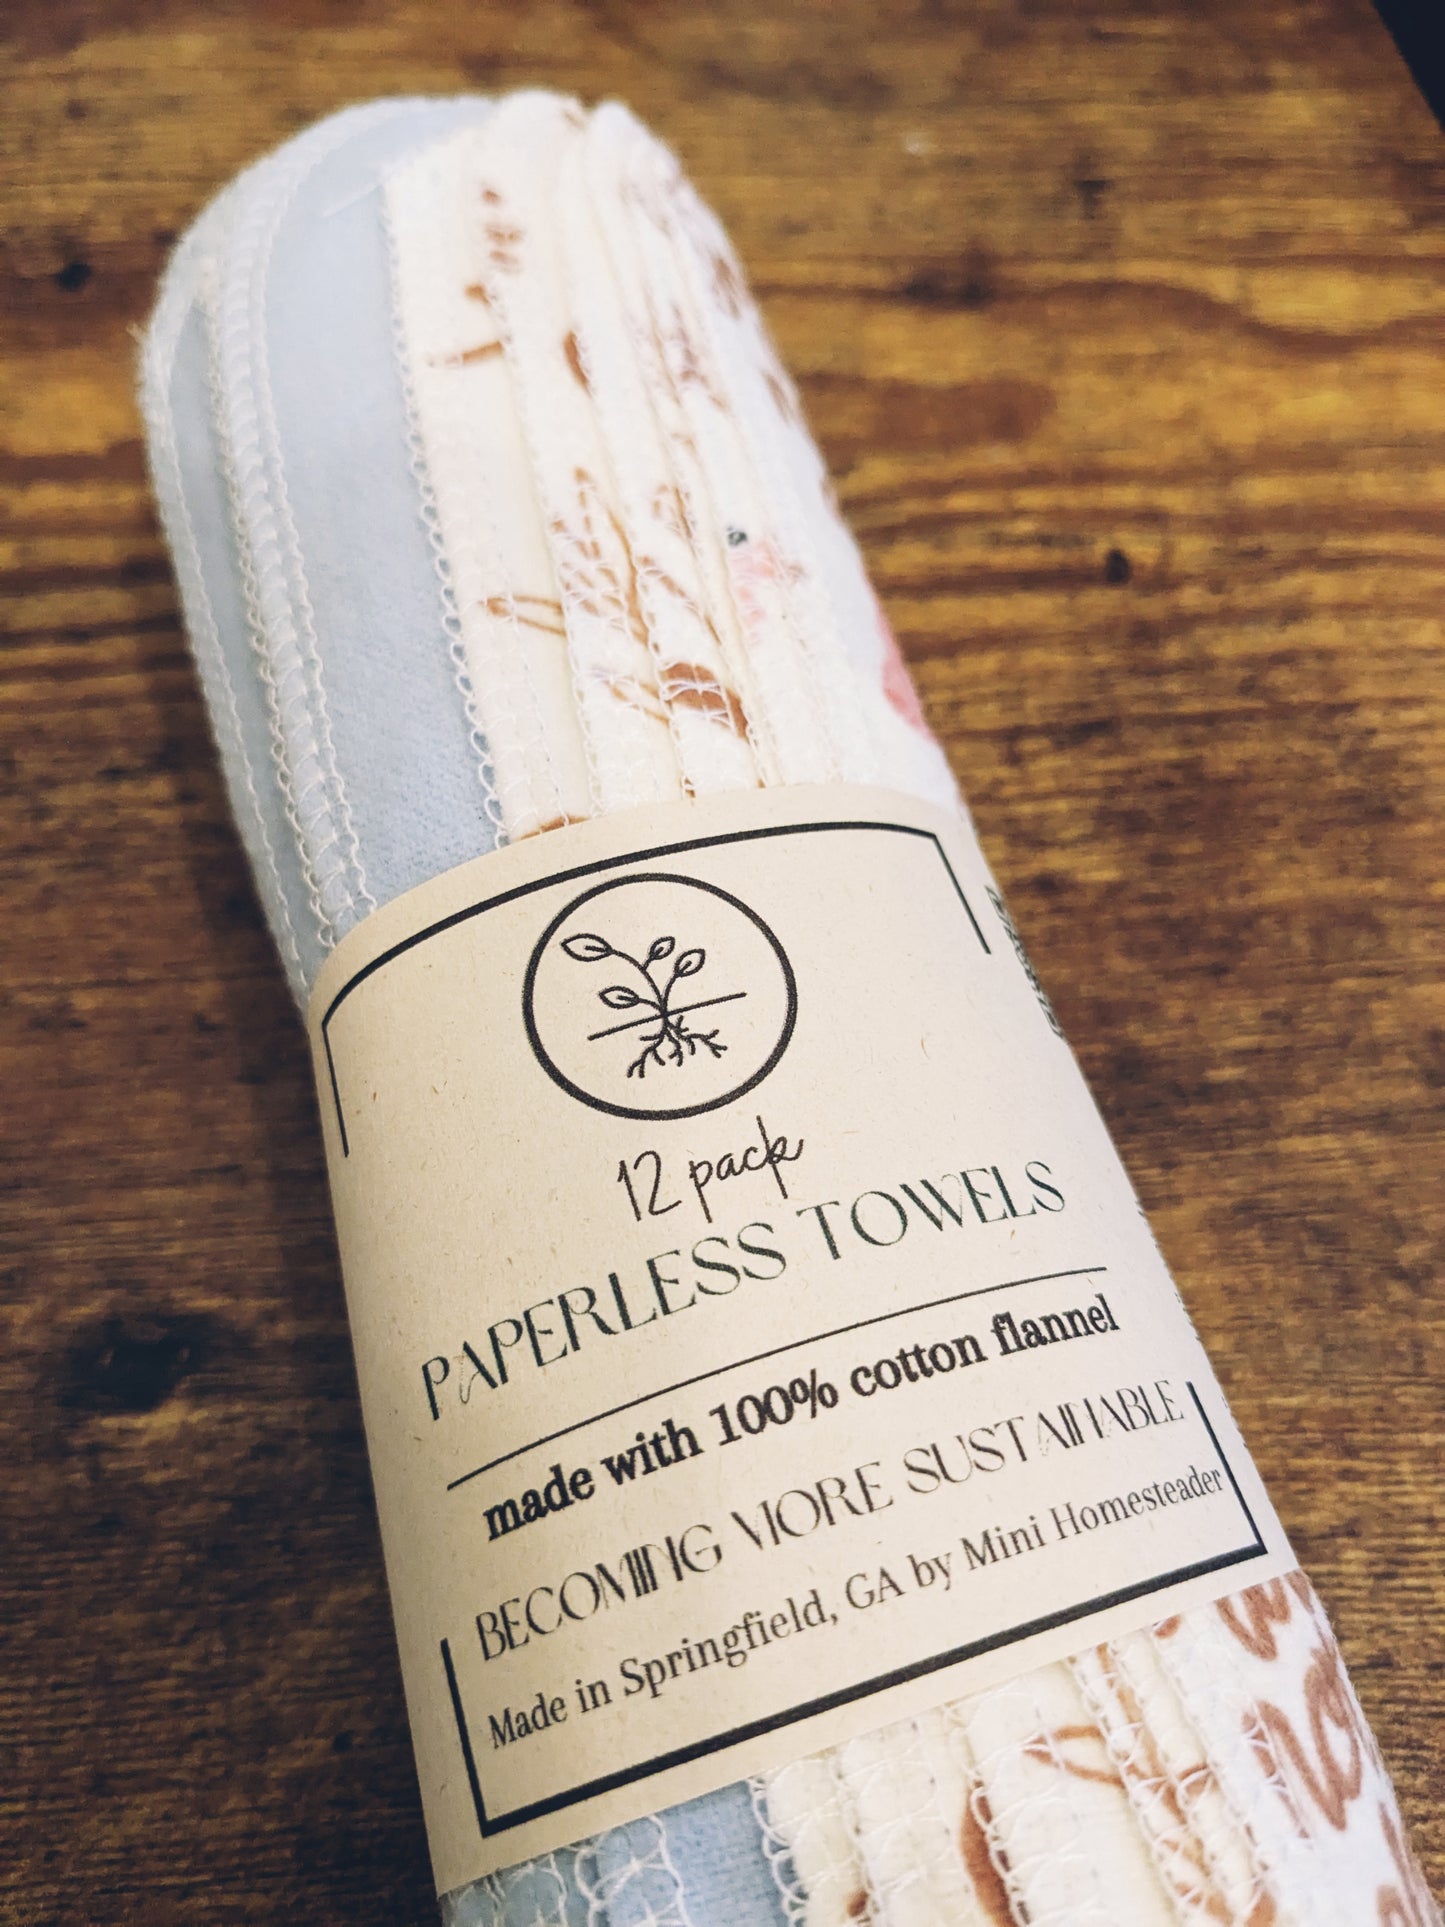 12 pack
PAPERLESS TOWELS
made with 100% cotton flannel
BECOMING MORE SUSTAINABLE
Made in Springfield, GA by Mini Homesteader